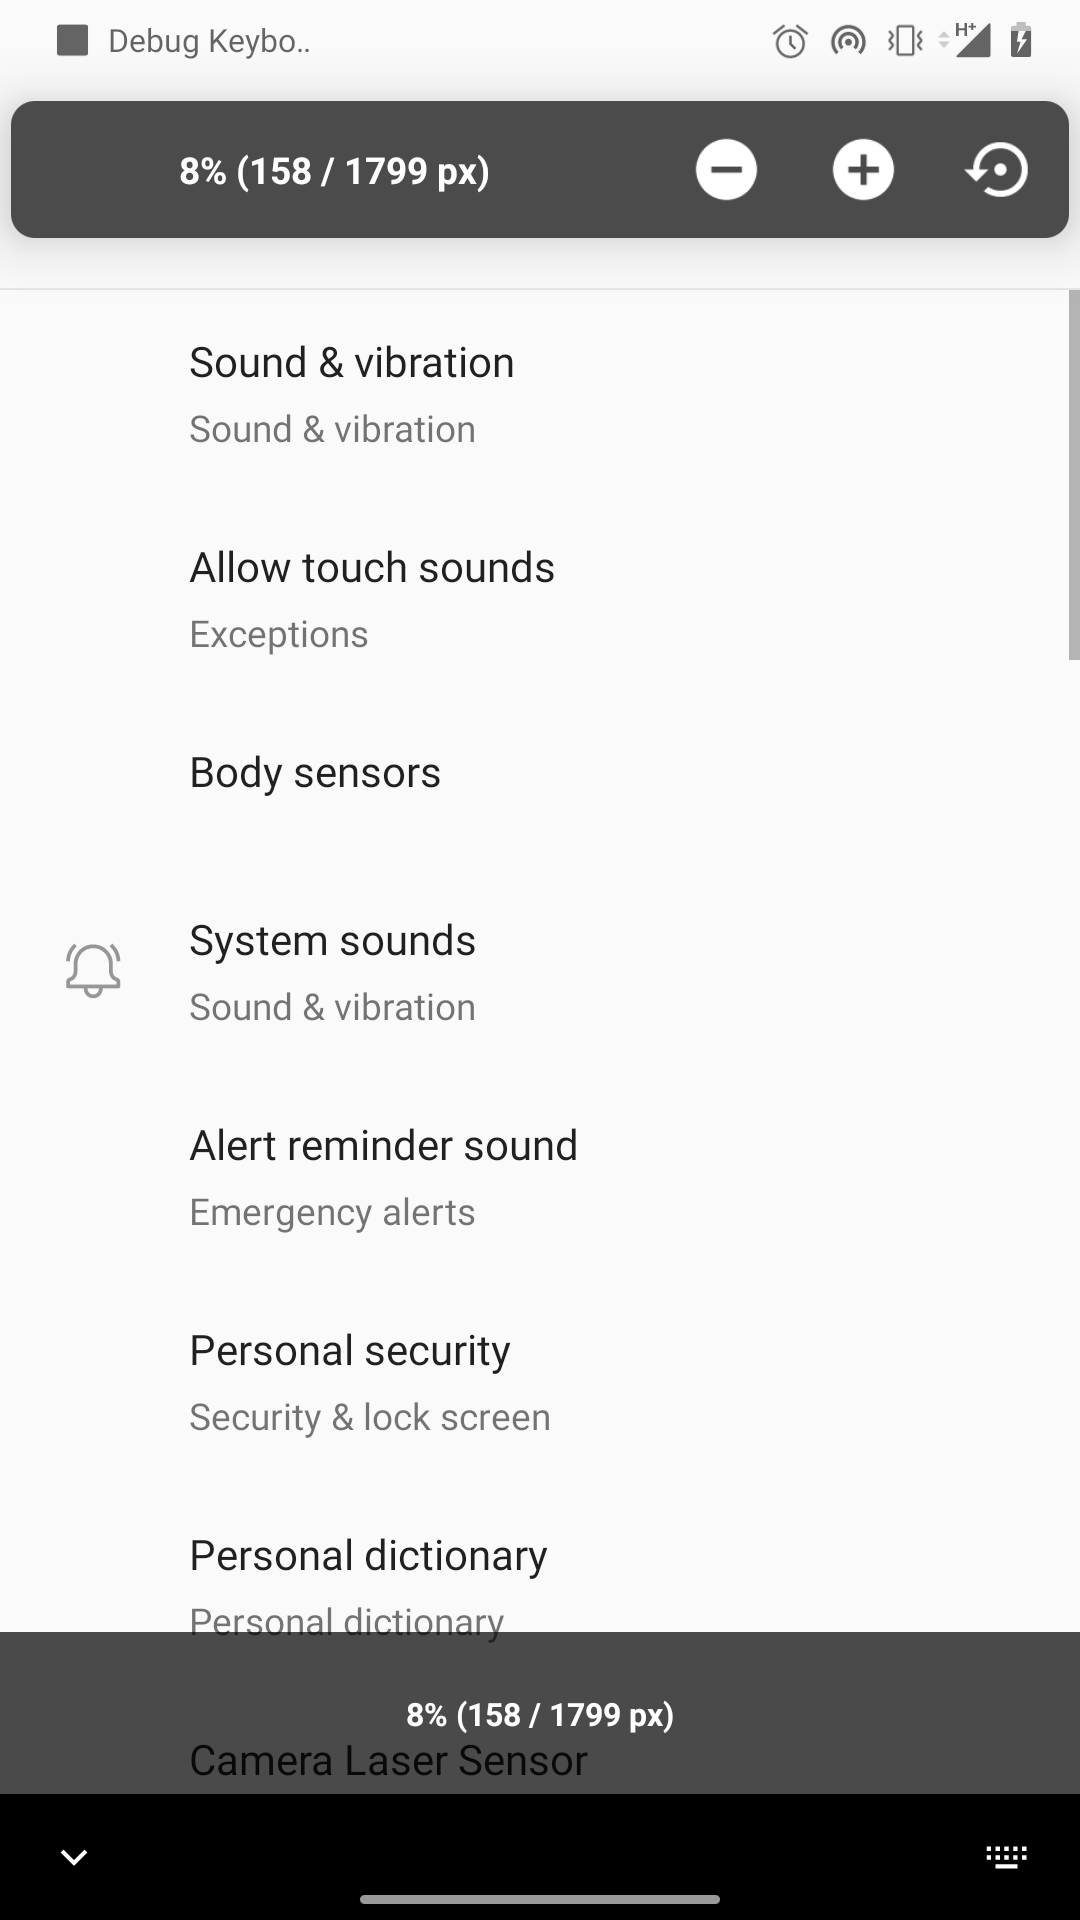 Debug Keybo..
H+
8% (158 / 1799 px)
Sound & vibration
Sound & vibration
Allow touch sounds
Exceptions
Body sensors
System sounds
Sound & vibration
Alert reminder sound
Emergency alerts
Personal security
Security & lock screen
Personal dictionary
Personal dictionary
8% (158 / 1799 px)
Camera Laser Sensor